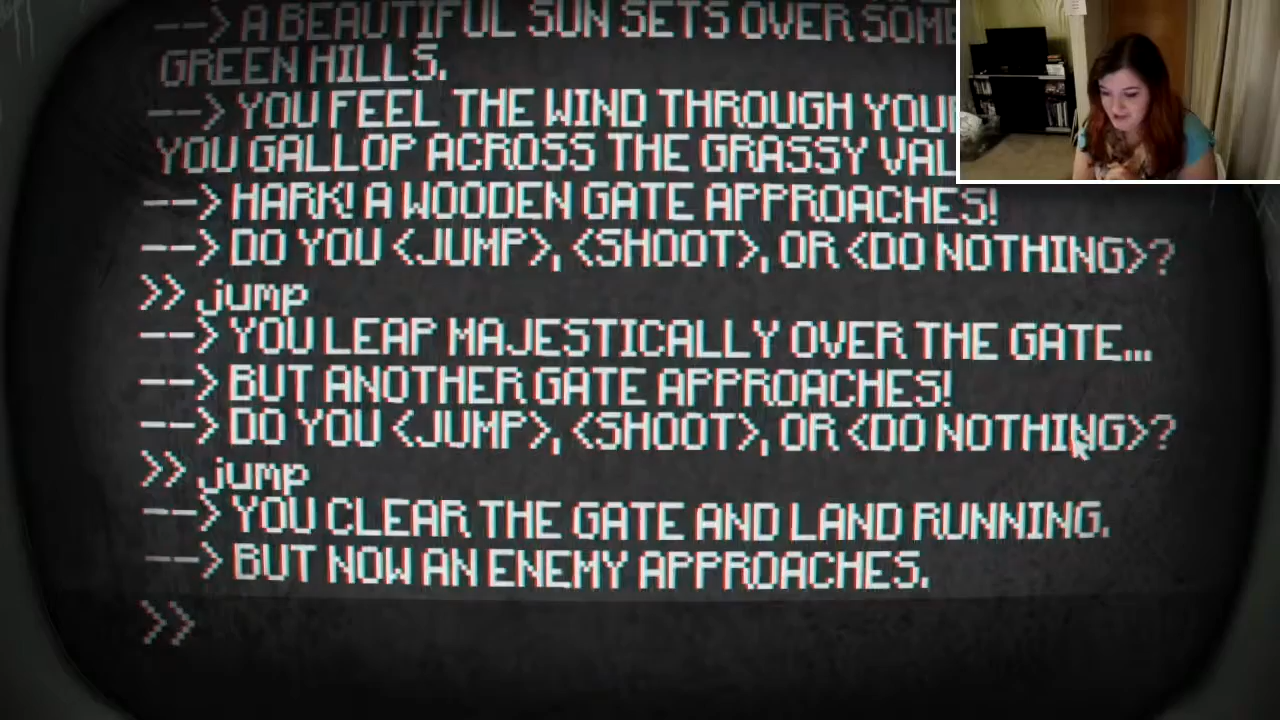 --> A BEAUTIFUL SUN SETS OVER SOME
GREEN HILLS.
--> YOU FEEL THE WIND THROUGH
YOU GALLOP ACROSS THE GRASSY
--> HARK! A WOODEN GATE APPROACHES!
--> DO YOU <JUMP>, <SHOOT>, OR <DO NOTHING>?
>> jump
--> YOU LEAP MAJESTICALLY OVER THE GATE...
--> BUT ANOTHER GATE APPROACHES!
--> DO YOU <JUMP>, <SHOOT>, OR <DO NOTHING>?
>> jump
--> YOU CLEAR THE GATE AND LAND RUNNING.
--> BUT NOW AN ENEMY APPROACHES.
>>